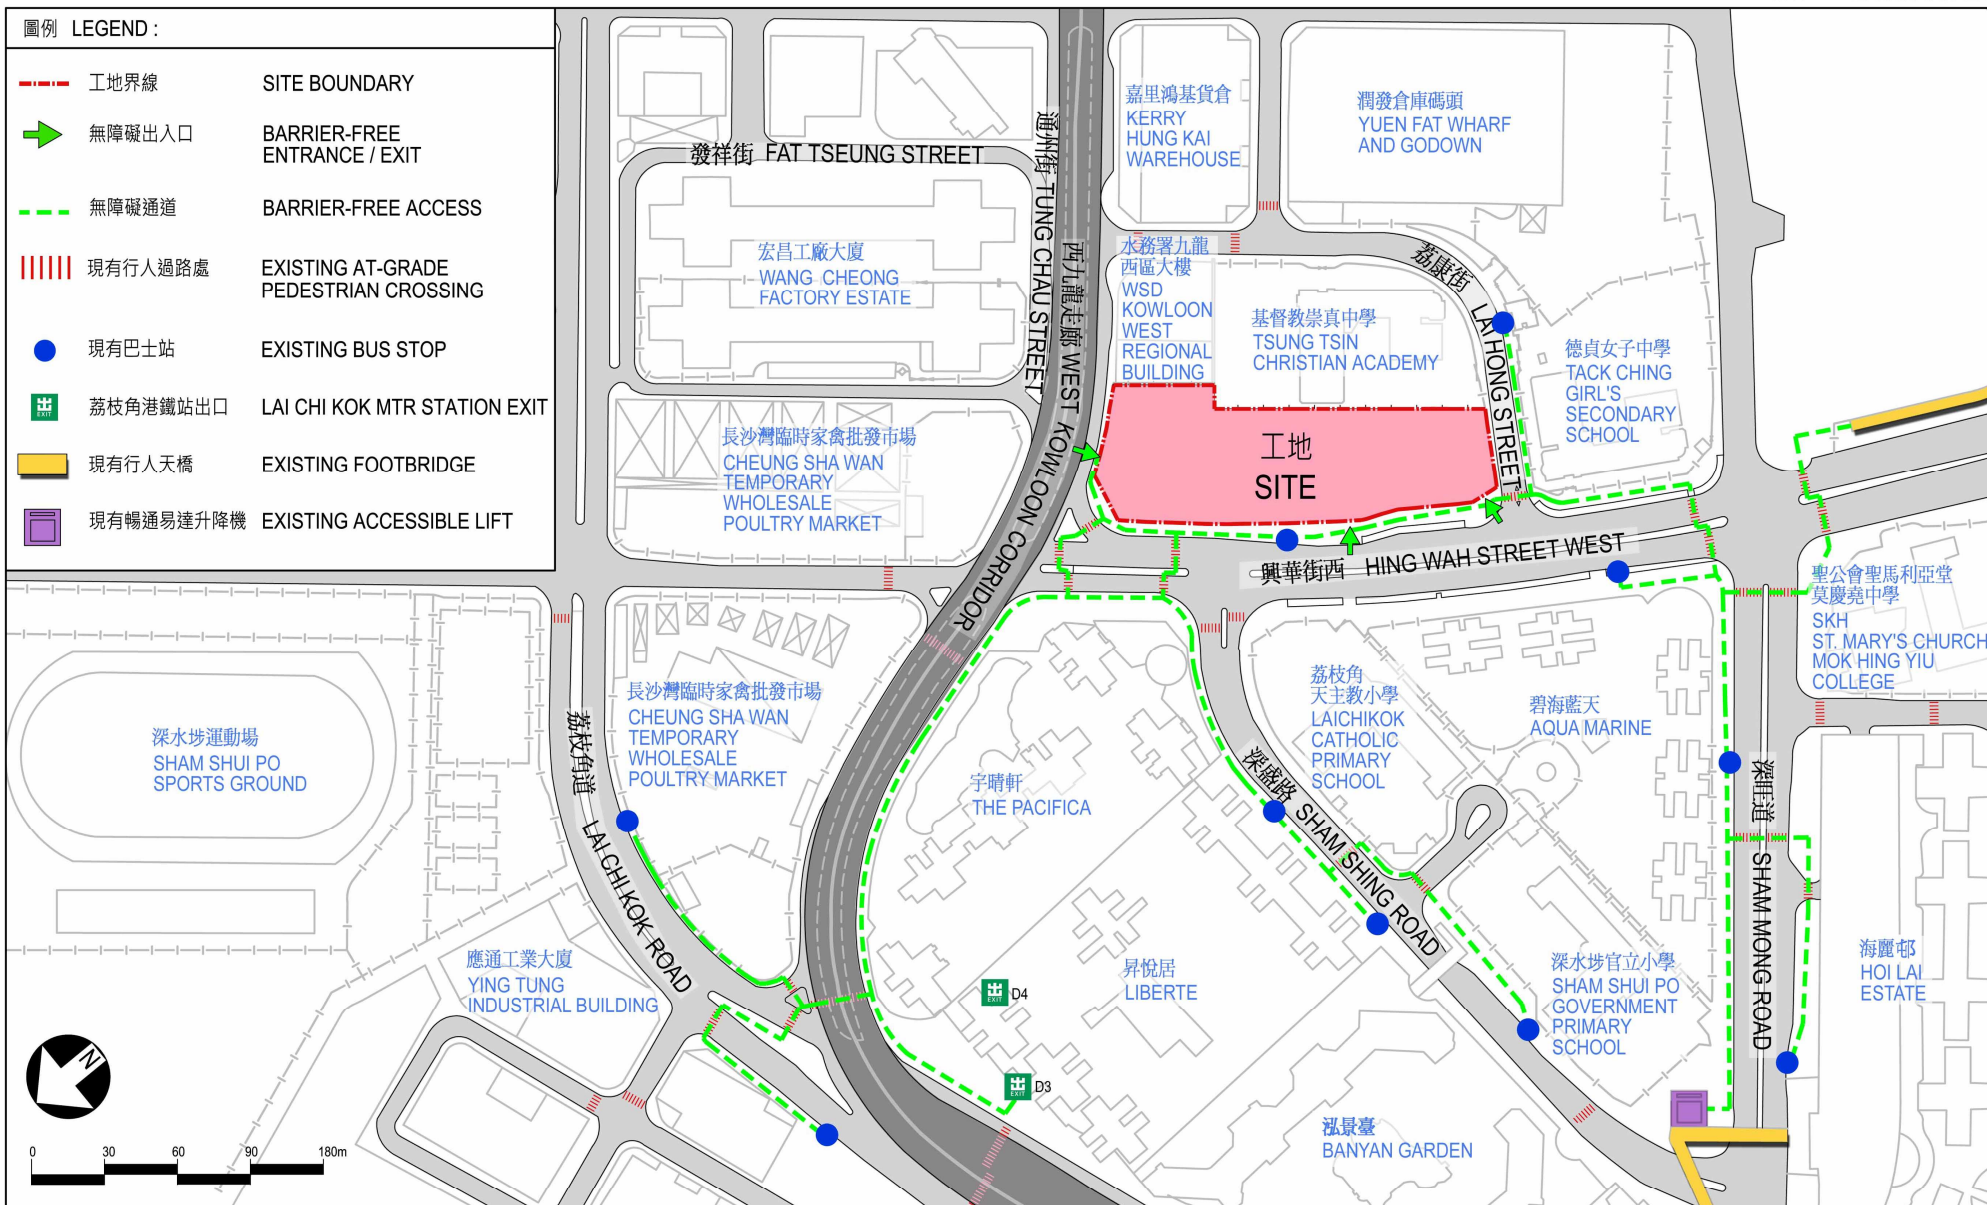 圖例 LEGEND :
工地界線 SITE BOUNDARY
無障礙出入口 BARRIER-FREE
ENTRANCE / EXIT
無障礙通道 BARRIER-FREE ACCESS
現有行人過路處 EXISTING AT-GRADE
PEDESTRIAN CROSSING
現有巴士站 EXISTING BUS STOP
出
EXIT
荔枝角港鐵站出口 LAI CHI KOK MTR STATION EXIT
現有行人天橋 EXISTING FOOTBRIDGE
現有暢通易達升降機 EXISTING ACCESSIBLE LIFT
發祥街 FAT TSEUNG STREET
通州街 TUNG CHAU STREET
西九龍走廊 WEST KOWLOON CORRIDOR
嘉里鴻基貨倉
KERRY
HUNG KAI
WAREHOUSE
潤發倉庫碼頭
YUEN FAT WHARF
AND GODOWN
宏昌工廠大廈
WANG CHEONG
FACTORY ESTATE
水務署九龍
西區大樓
WSD
KOWLOON
WEST
REGIONAL
BUILDING
基督教崇真中學
TSUNG TSIN
CHRISTIAN ACADEMY
荔康街 LAI HONG STREET
德貞女子中學
TACK CHING
GIRL'S
SECONDARY
SCHOOL
長沙灣臨時家禽批發市場
CHEUNG SHA WAN
TEMPORARY
WHOLESALE
POULTRY MARKET
工地
SITE
興華街西 HING WAH STREET WEST
聖公會聖馬利亞堂
莫慶堯中學
SKH
ST. MARY'S CHURCH
MOK HING YIU
COLLEGE
深水埗運動場
SHAM SHUI PO
SPORTS GROUND
荔枝角道 LAI CHI KOK ROAD
長沙灣臨時家禽批發市場
CHEUNG SHA WAN
TEMPORARY
WHOLESALE
POULTRY MARKET
宇晴軒
THE PACIFICA
深盛路 SHAM SHING ROAD
荔枝角
天主教小學
LAICHIKOK
CATHOLIC
PRIMARY
SCHOOL
碧海藍天
AQUA MARINE
深旺道 SHAM MONG ROAD
應通工業大廈
YING TUNG
INDUSTRIAL BUILDING
出
EXIT
D4
昇悅居
LIBERTE
深水埗官立小學
SHAM SHUI PO
GOVERNMENT
PRIMARY
SCHOOL
海麗邨
HOI LAI
ESTATE
出
EXIT
D3
泓景臺
BANYAN GARDEN
N
0 30 60 90 180m